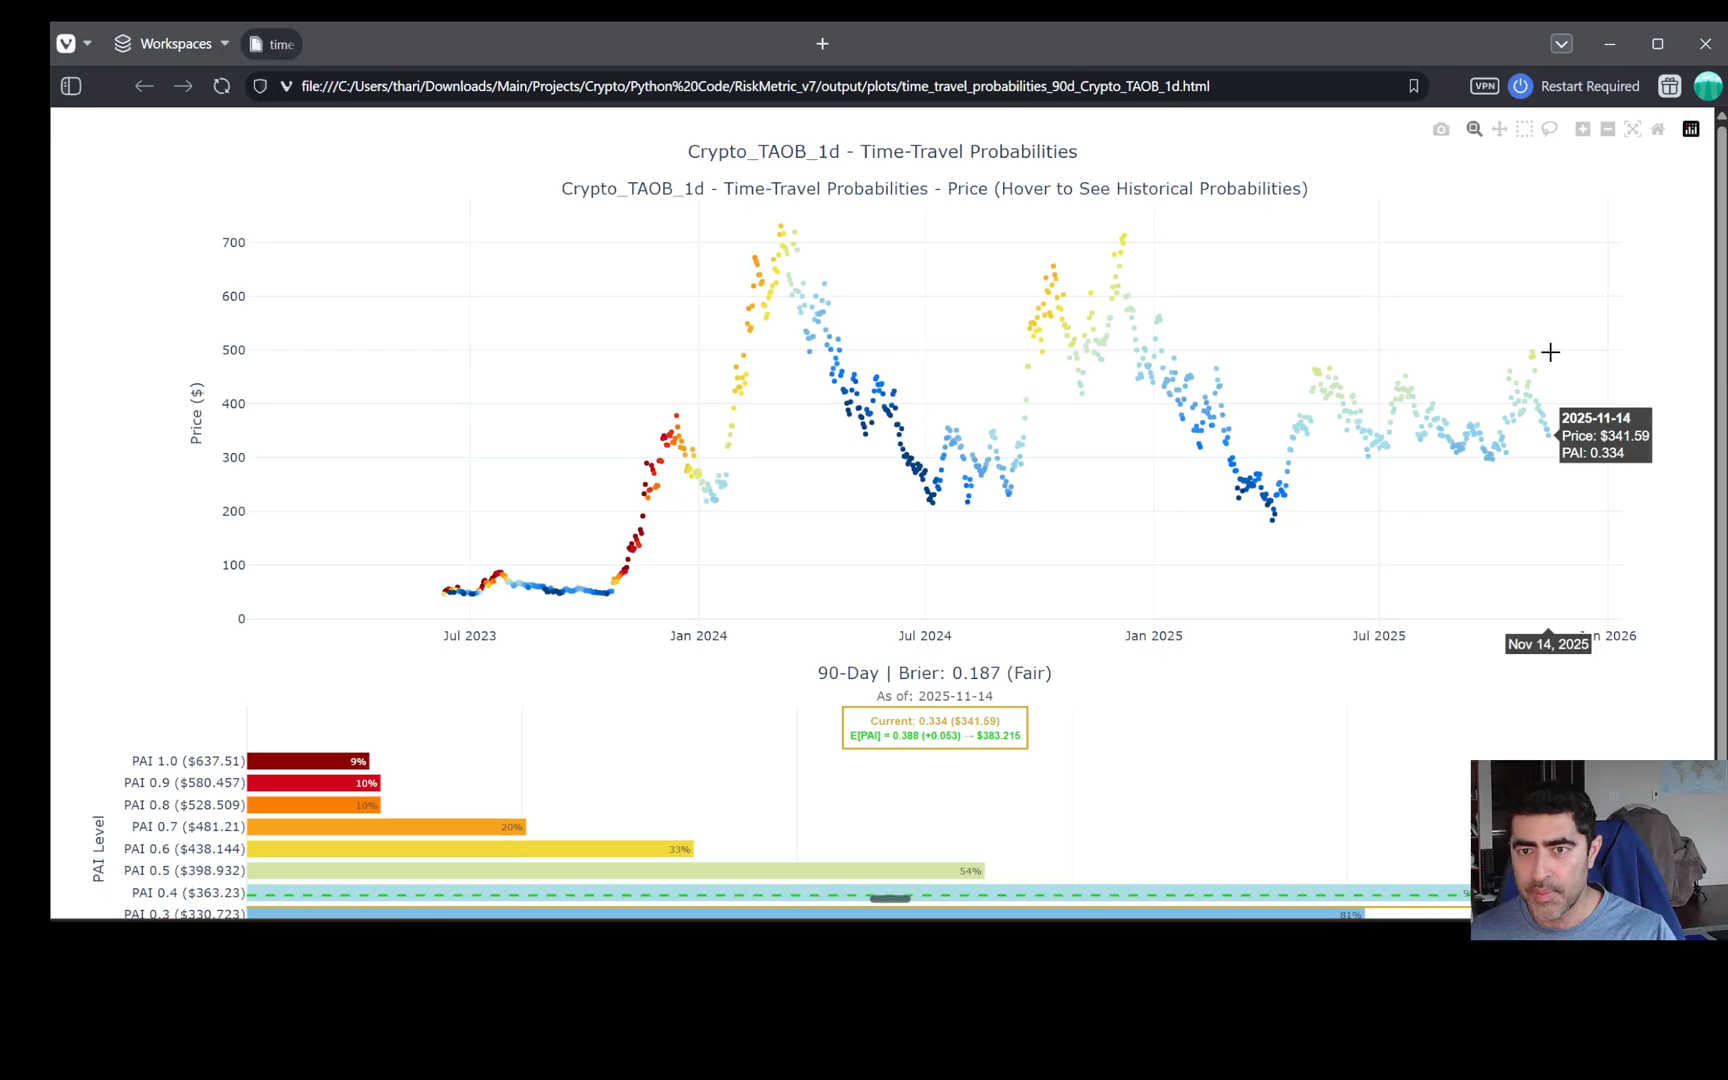 Workspaces
time
file:///C:/Users/thari/Downloads/Main/Projects/Crypto/Python%20Code/RiskMetric_v7/output/plots/time_travel_probabilities_90d_Crypto_TAOB_1d.html
VPN
Restart Required
Crypto_TAOB_1d - Time-Travel Probabilities
Crypto_TAOB_1d - Time-Travel Probabilities - Price (Hover to See Historical Probabilities)
Price ($)
700
600
500
400
300
200
100
0
2025-11-14
Price: $341.59
PAI: 0.334
Jul 2023
Jan 2024
Jul 2024
Jan 2025
Jul 2025
n 2026
Nov 14, 2025
90-Day | Brier: 0.187 (Fair)
As of: 2025-11-14
Current: 0.334 ($341.59)
E[PAI] = 0.388 (+0.053) → $383.215
PAI Level
PAI 1.0 ($637.51) 9%
PAI 0.9 ($580.457) 10%
PAI 0.8 ($528.509) 10%
PAI 0.7 ($481.21) 20%
PAI 0.6 ($438.144) 33%
PAI 0.5 ($398.932) 54%
PAI 0.4 ($363.23)
PAI 0.3 ($330.723) 81%